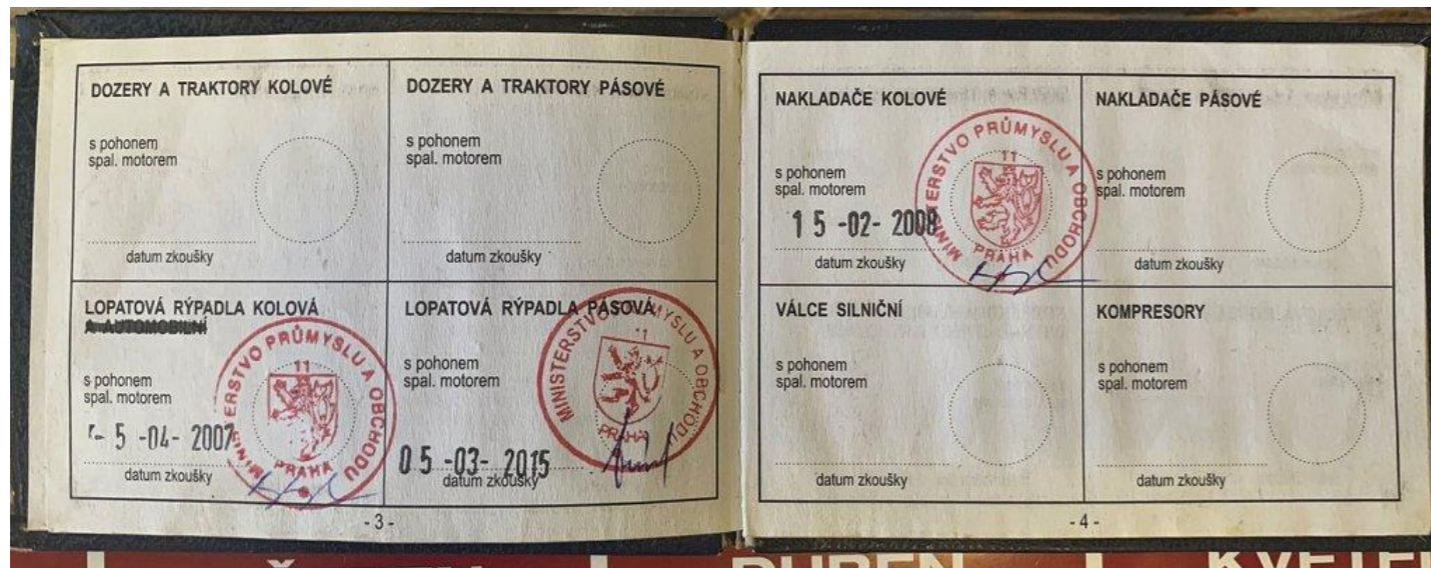 DOZERY A TRAKTORY KOLOVÉ
s pohonem
spal. motorem
datum zkoušky
DOZERY A TRAKTORY PÁSOVÉ
s pohonem
spal. motorem
datum zkoušky
LOPATOVÁ RÝPADLA KOLOVÁ
A AUTOMOBILNÍ
s pohonem
spal. motorem
- 5 -04- 2007
datum zkoušky
MINISTERSTVO PRŮMYSLU A OBCHODU
11
PRAHA
LOPATOVÁ RÝPADLA PÁSOVÁ
s pohonem
spal. motorem
05 -03- 2015
datum zkoušky
MINISTERSTVO PRŮMYSLU A OBCHODU
11
PRAHA
- 3 -
NAKLADAČE KOLOVÉ
s pohonem
spal. motorem
15 -02- 2008
datum zkoušky
MINISTERSTVO PRŮMYSLU A OBCHODU
11
PRAHA
NAKLADAČE PÁSOVÉ
s pohonem
spal. motorem
datum zkoušky
VÁLCE SILNIČNÍ
s pohonem
spal. motorem
datum zkoušky
KOMPRESORY
s pohonem
spal. motorem
datum zkoušky
- 4 -
DUBEN